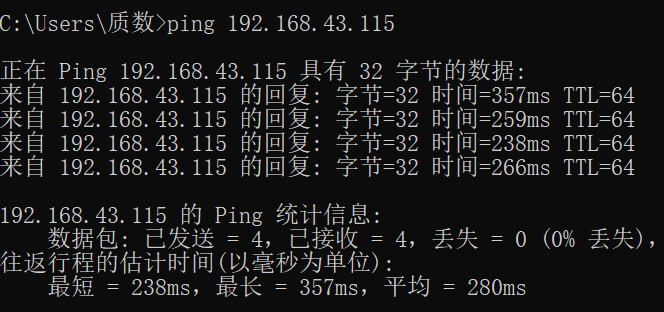 C:\Users\质数>ping 192.168.43.115
正在 Ping 192.168.43.115 具有 32 字节的数据:
来自 192.168.43.115 的回复: 字节=32 时间=357ms TTL=64
来自 192.168.43.115 的回复: 字节=32 时间=259ms TTL=64
来自 192.168.43.115 的回复: 字节=32 时间=238ms TTL=64
来自 192.168.43.115 的回复: 字节=32 时间=266ms TTL=64
192.168.43.115 的 Ping 统计信息:
数据包: 已发送 = 4，已接收 = 4，丢失 = 0 (0% 丢失)，
往返行程的估计时间(以毫秒为单位):
最短 = 238ms，最长 = 357ms，平均 = 280ms